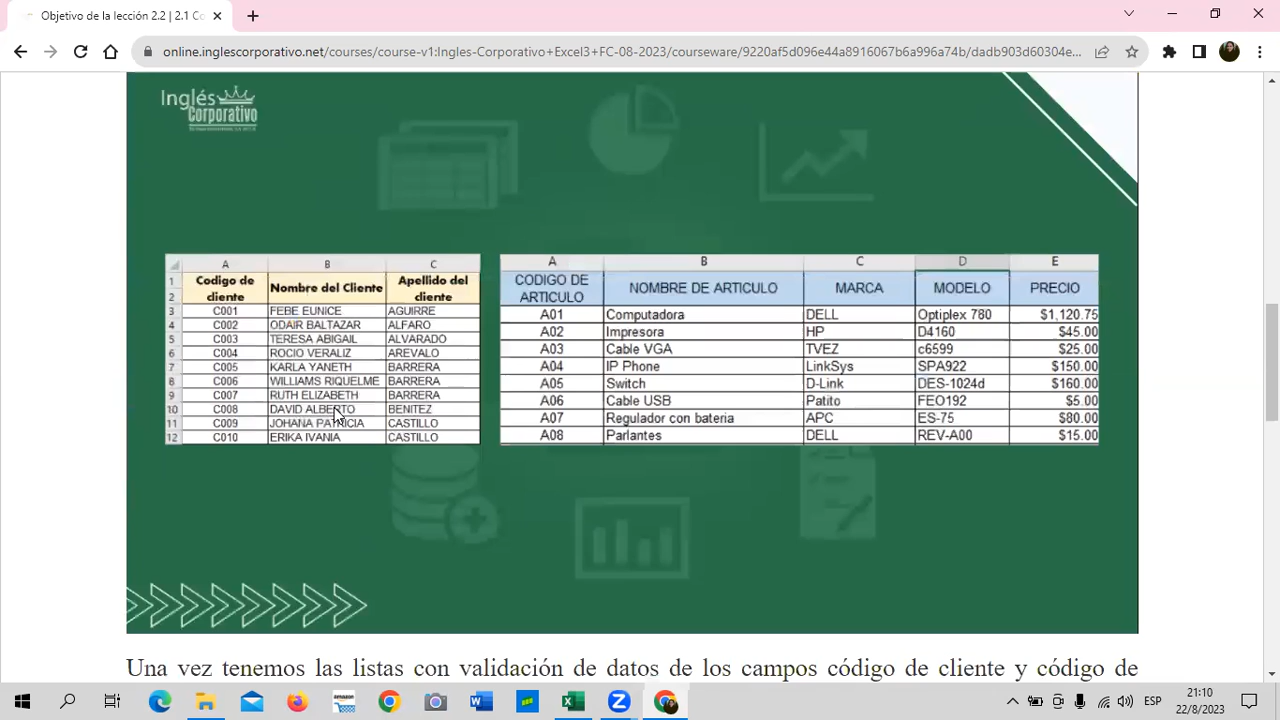 Objetivo de la lección 2.2 | 2.1 Co
online.inglescorporativo.net/courses/course-v1:Ingles-Corporativo+Excel3+FC-08-2023/courseware/9220af5d096e44a8916067b6a996a74b/dadb903d60304e...
Inglés
Corporativo
A B C
1 Codigo de Nombre del Cliente Apellido del
2 cliente cliente
3 C001 FEBE EUNICE AGUIRRE
4 C002 ODAIR BALTAZAR ALFARO
5 C003 TERESA ABIGAIL ALVARADO
6 C004 ROCIO VERALIZ AREVALO
7 C005 KARLA YANETH BARRERA
8 C006 WILLIAMS RIQUELME BARRERA
9 C007 RUTH ELIZABETH BARRERA
10 C008 DAVID ALBERTO BENITEZ
11 C009 JOHANA PATRICIA CASTILLO
12 C010 ERIKA IVANIA CASTILLO
A B C D E
CODIGO DE NOMBRE DE ARTICULO MARCA MODELO PRECIO
ARTICULO
A01 Computadora DELL Optiplex 780 $1,120.75
A02 Impresora HP D4160 $45.00
A03 Cable VGA TVEZ c6599 $25.00
A04 IP Phone LinkSys SPA922 $150.00
A05 Switch D-Link DES-1024d $160.00
A06 Cable USB Patito FEO192 $5.00
A07 Regulador con bateria APC ES-75 $80.00
A08 Parlantes DELL REV-A00 $15.00
Una vez tenemos las listas con validación de datos de los campos código de cliente y código de
amazon
ESP
21:10
22/8/2023